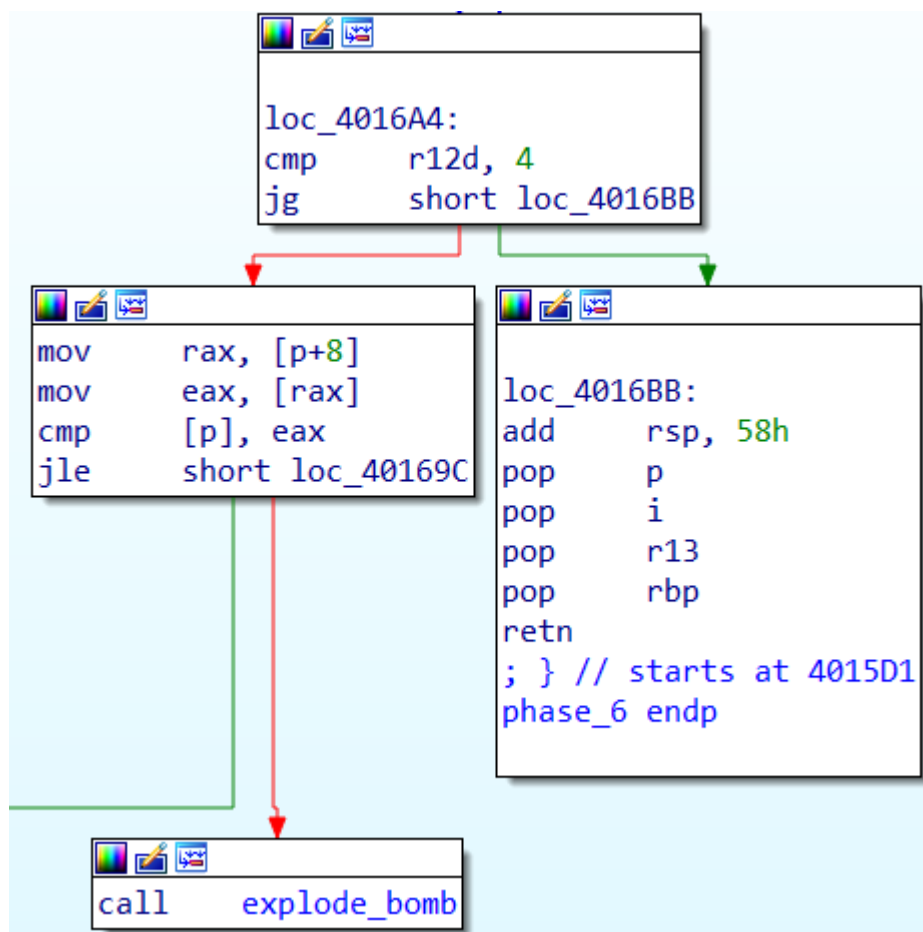 loc_4016A4:
cmp r12d, 4
jg short loc_4016BB
mov rax, [p+8]
mov eax, [rax]
cmp [p], eax
jle short loc_40169C
loc_4016BB:
add rsp, 58h
pop p
pop i
pop r13
pop rbp
retn
; } // starts at 4015D1
phase_6 endp
call explode_bomb